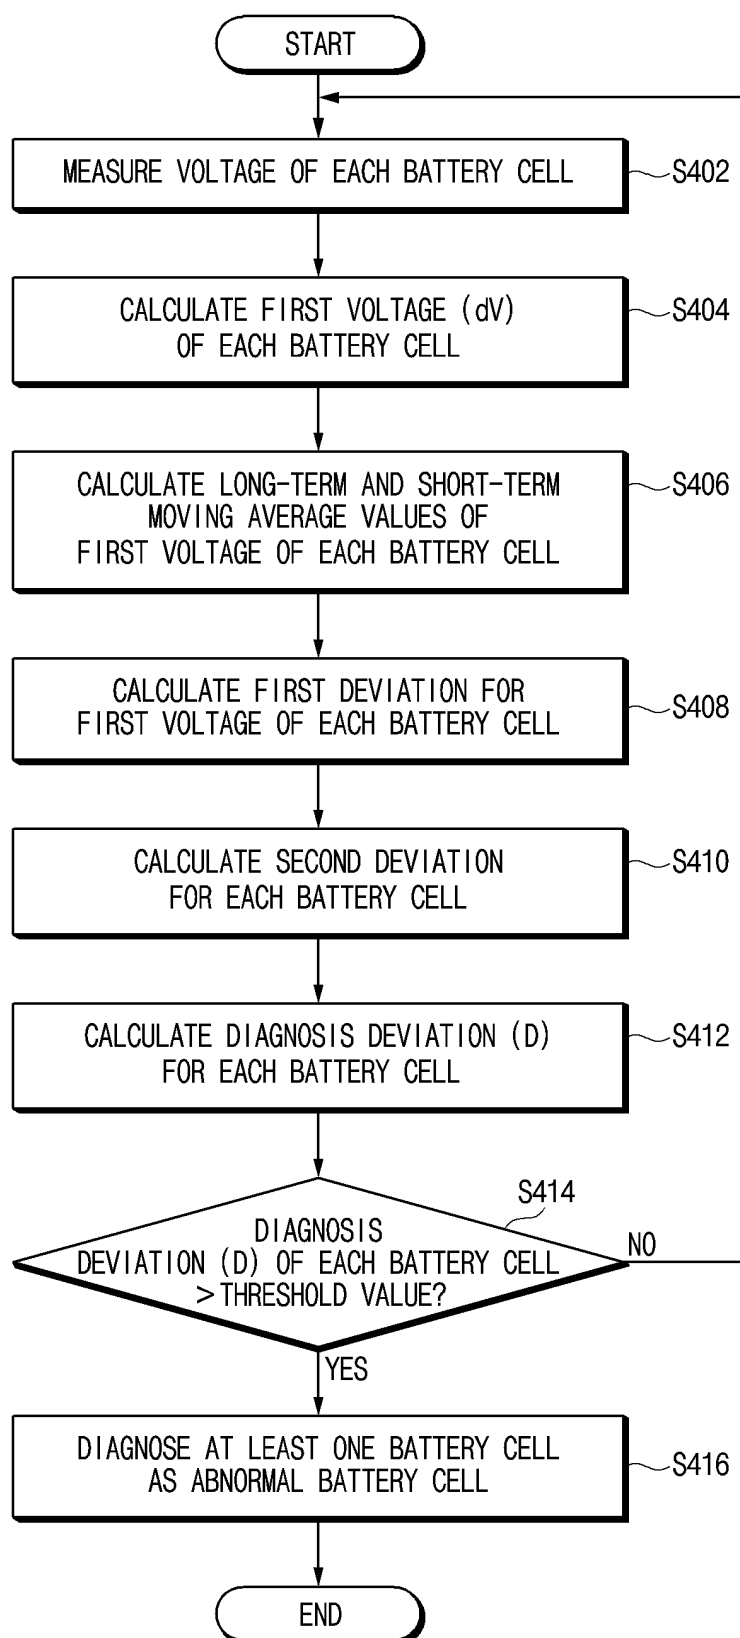 START
MEASURE VOLTAGE OF EACH BATTERY CELL
S402
CALCULATE FIRST VOLTAGE (dV)
OF EACH BATTERY CELL
S404
CALCULATE LONG-TERM AND SHORT-TERM
MOVING AVERAGE VALUES OF
FIRST VOLTAGE OF EACH BATTERY CELL
S406
CALCULATE FIRST DEVIATION FOR
FIRST VOLTAGE OF EACH BATTERY CELL
S408
CALCULATE SECOND DEVIATION
FOR EACH BATTERY CELL
S410
CALCULATE DIAGNOSIS DEVIATION (D)
FOR EACH BATTERY CELL
S412
S414
DIAGNOSIS
DEVIATION (D) OF EACH BATTERY CELL
> THRESHOLD VALUE?
NO
YES
DIAGNOSE AT LEAST ONE BATTERY CELL
AS ABNORMAL BATTERY CELL
S416
END